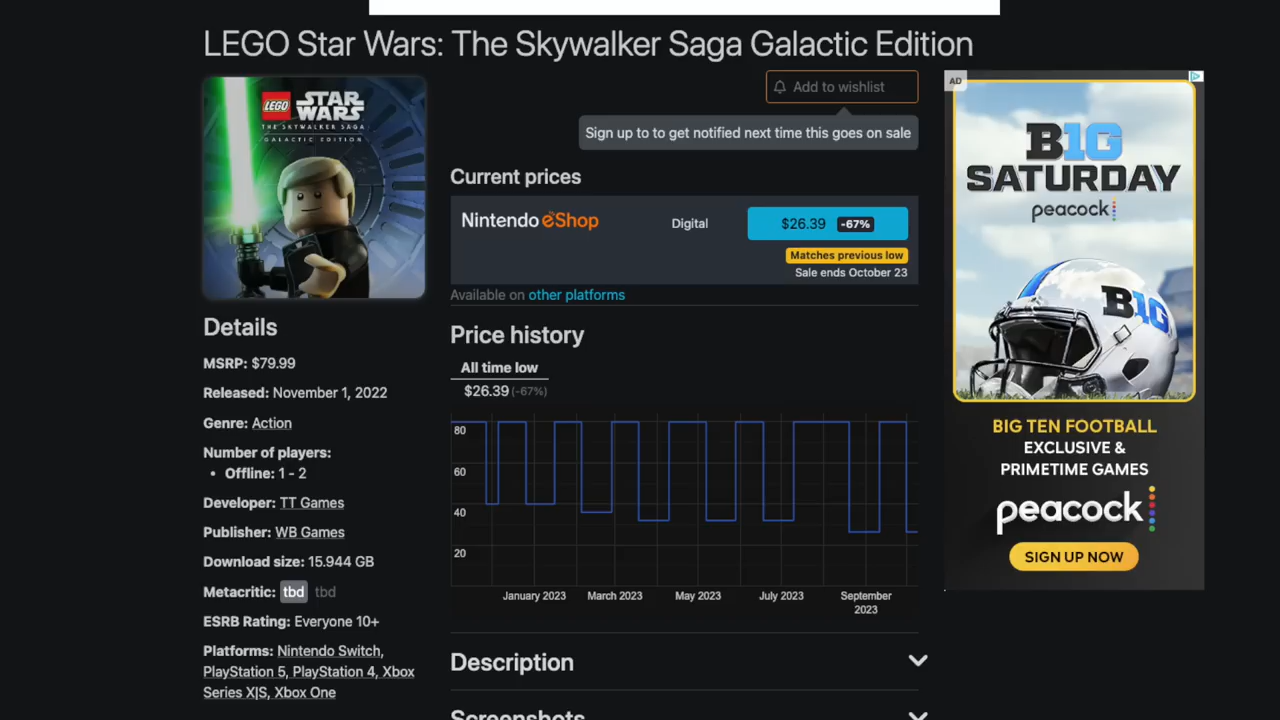 LEGO Star Wars: The Skywalker Saga Galactic Edition
LEGO STAR WARS
THE SKYWALKER SAGA
GALACTIC EDITION
Add to wishlist
Sign up to to get notified next time this goes on sale
Current prices
Nintendo eShop Digital $26.39 -67%
Matches previous low
Sale ends October 23
Available on other platforms
Details
MSRP: $79.99
Released: November 1, 2022
Genre: Action
Number of players:
• Offline: 1 - 2
Developer: TT Games
Publisher: WB Games
Download size: 15.944 GB
Metacritic: tbd tbd
ESRB Rating: Everyone 10+
Platforms: Nintendo Switch,
PlayStation 5, PlayStation 4, Xbox
Series X|S, Xbox One
Price history
All time low
$26.39 (-67%)
80
60
40
20
January 2023 March 2023 May 2023 July 2023 September
2023
Description
Screenshots
AD
B1G
SATURDAY
peacock
B1G
BIG TEN FOOTBALL
EXCLUSIVE &
PRIMETIME GAMES
peacock
SIGN UP NOW